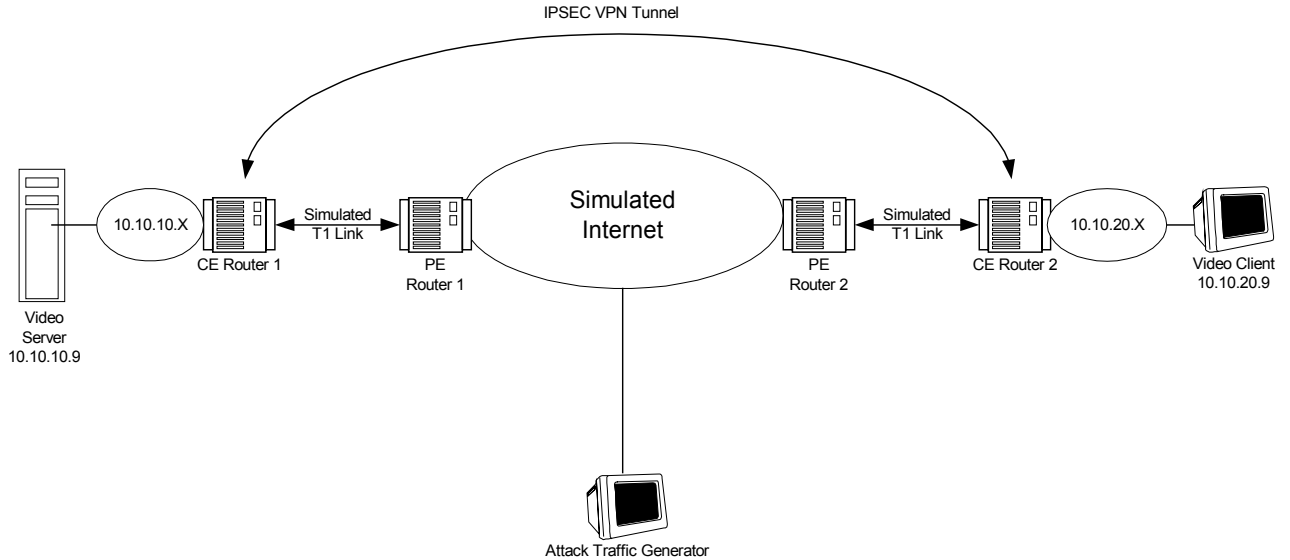 IPSEC VPN Tunnel
Simulated
Internet
10.10.10.X
Simulated
T1 Link
Simulated
T1 Link
10.10.20.X
CE Router 1
PE
Router 1
PE
Router 2
CE Router 2
Video Client
10.10.20.9
Video
Server
10.10.10.9
Attack Traffic Generator